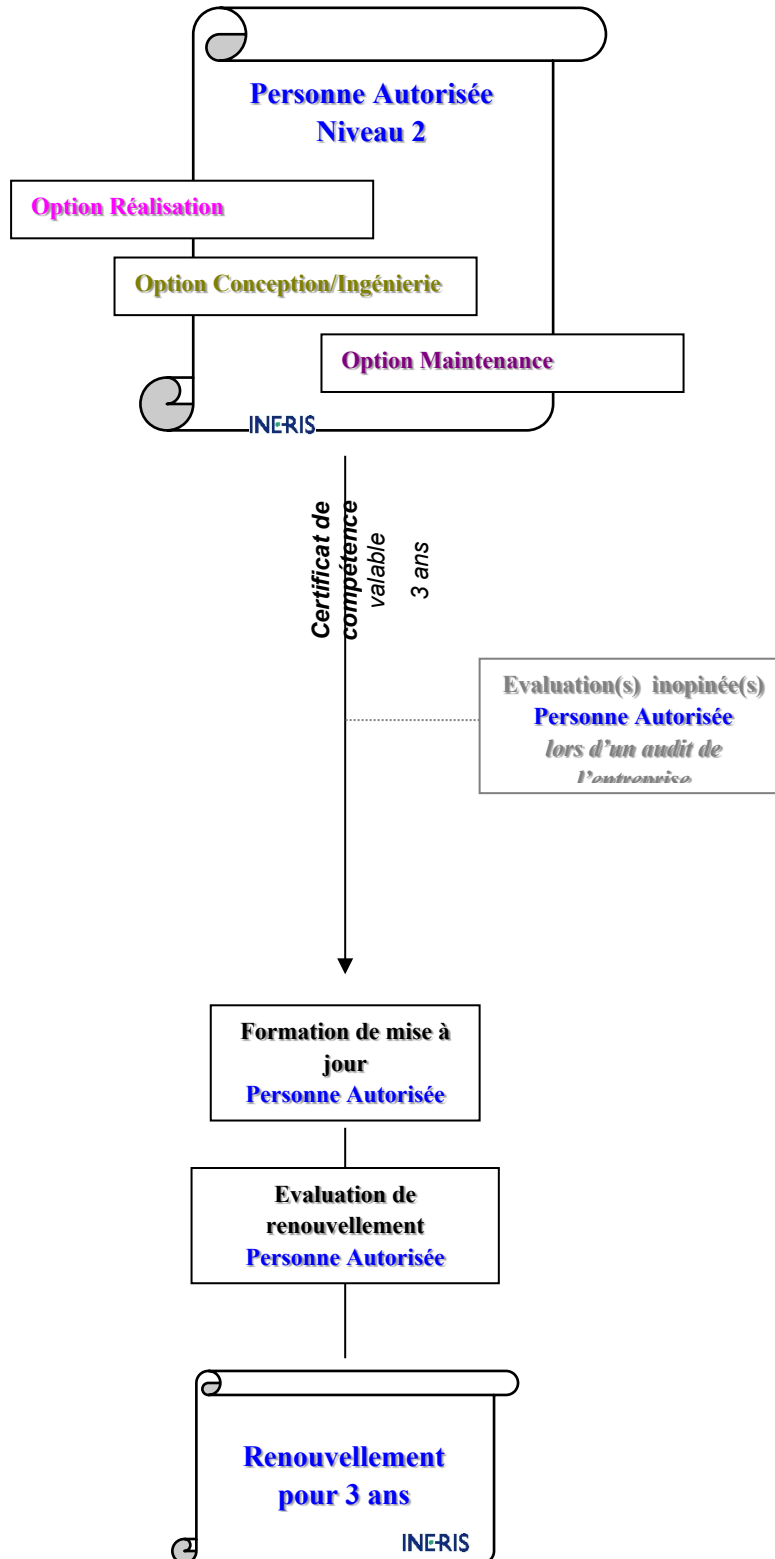 Personne Autorisée
Niveau 2
Option Réalisation
Option Conception/Ingénierie
Option Maintenance
INERIS
Certificat de
compétence
valable
3 ans
Evaluation(s) inopinée(s)
Personne Autorisée
lors d’un audit de
l’entreprise
Formation de mise à
jour
Personne Autorisée
Evaluation de
renouvellement
Personne Autorisée
Renouvellement
pour 3 ans
INERIS